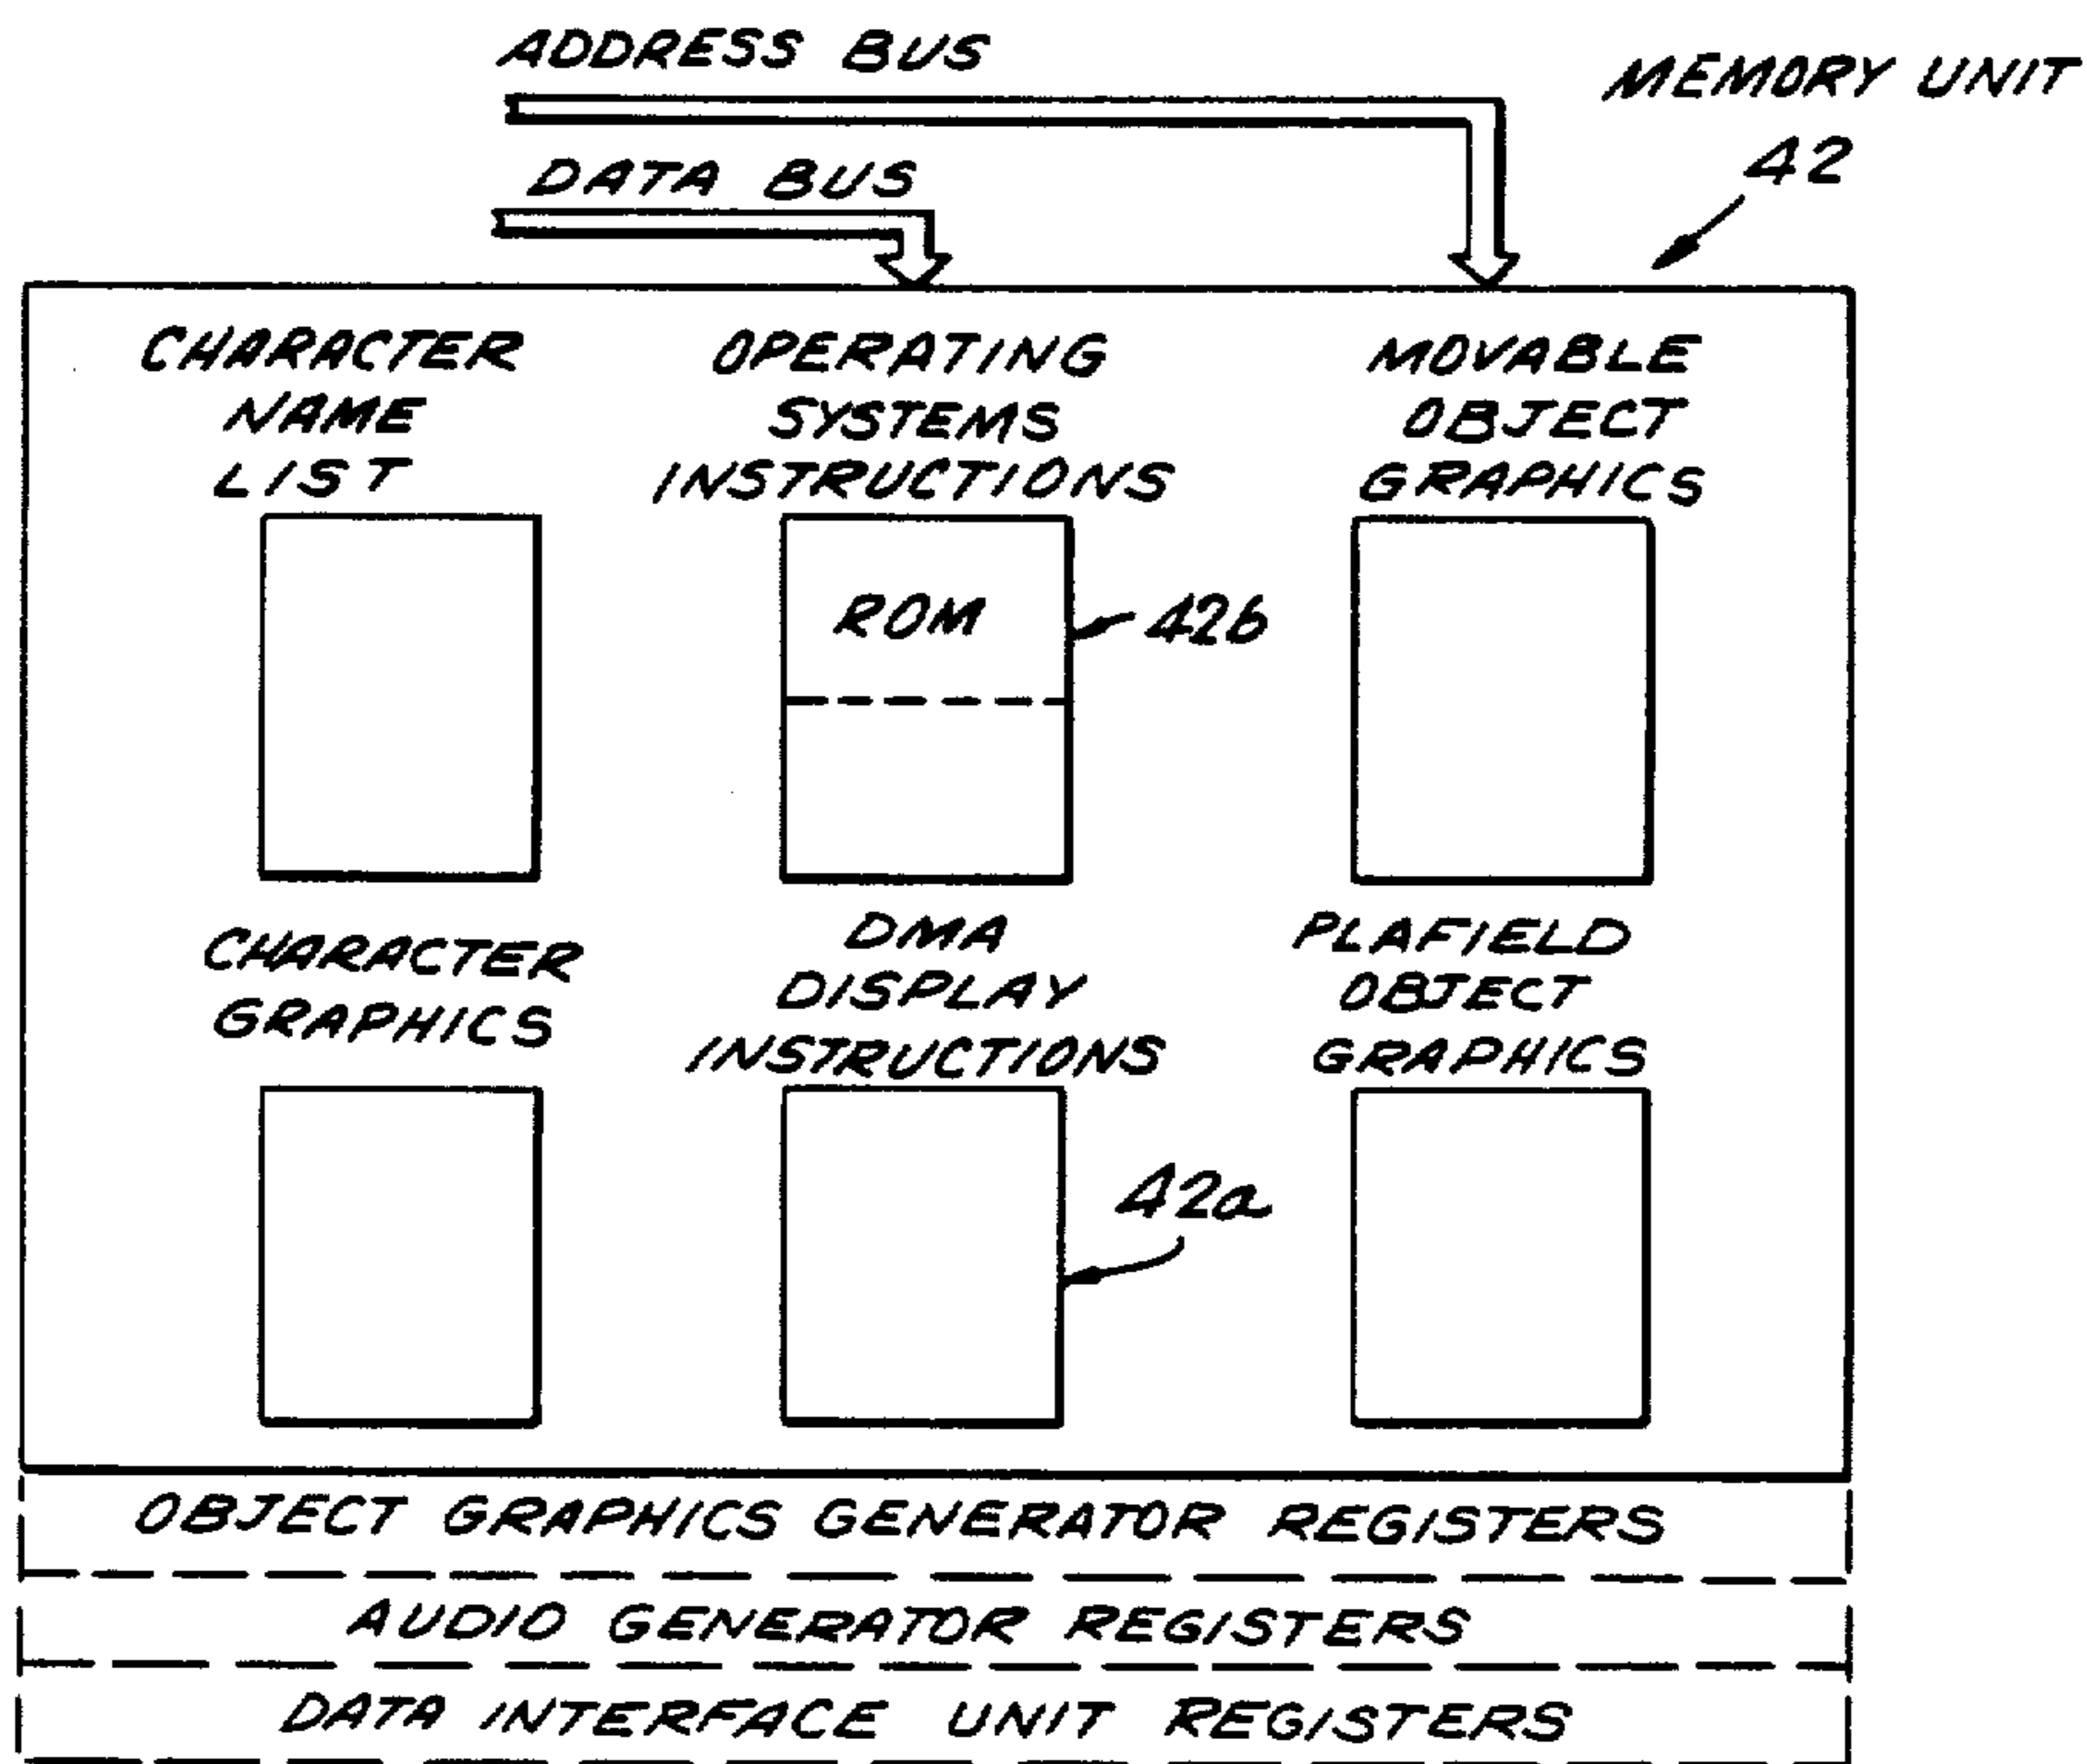 ADDRESS BUS
MEMORY UNIT
42
DATA BUS
CHARACTER
NAME
LIST
OPERATING
SYSTEMS
INSTRUCTIONS
MOVABLE
OBJECT
GRAPHICS
ROM
42b
CHARACTER
GRAPHICS
DMA
DISPLAY
INSTRUCTIONS
PLAFIELD
OBJECT
GRAPHICS
42a
OBJECT GRAPHICS GENERATOR REGISTERS
AUDIO GENERATOR REGISTERS
DATA INTERFACE UNIT REGISTERS